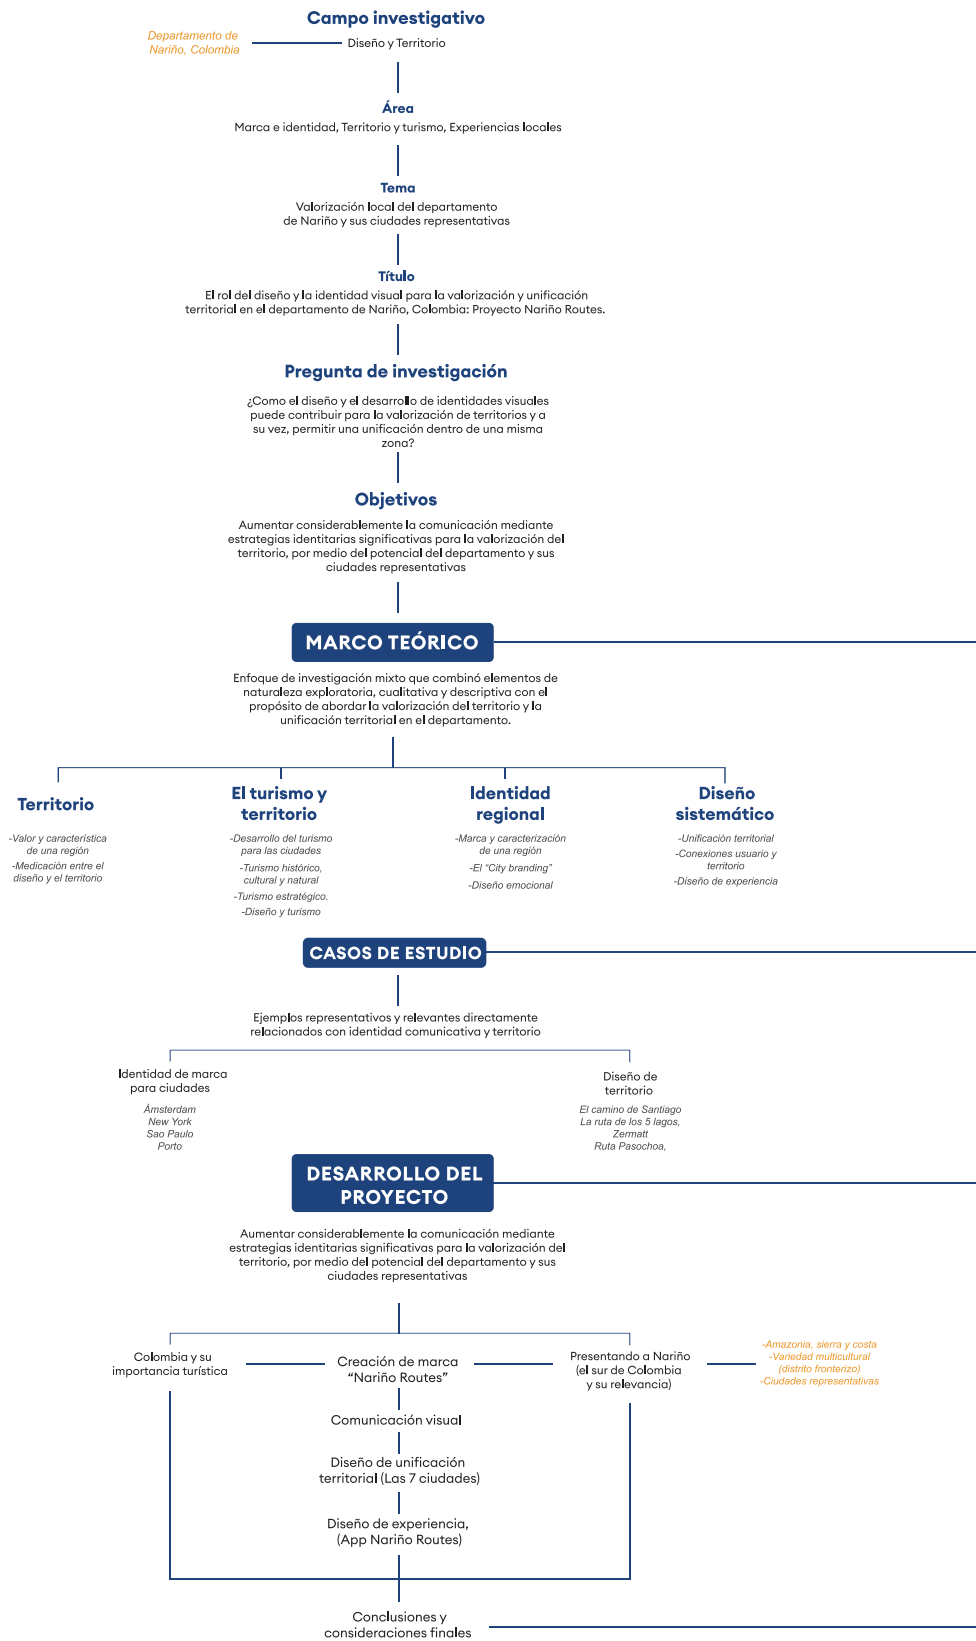 Campo investigativo
Departamento de
Nariño, Colombia
Diseño y Territorio
Área
Marca e identidad, Territorio y turismo, Experiencias locales
Tema
Valorización local del departamento
de Nariño y sus ciudades representativas
Título
El rol del diseño y la identidad visual para la valorización y unificación
territorial en el departamento de Nariño, Colombia: Proyecto Nariño Routes.
Pregunta de investigación
¿Como el diseño y el desarrollo de identidades visuales
puede contribuir para la valorización de territorios y a
su vez, permitir una unificación dentro de una misma
zona?
Objetivos
Aumentar considerablemente la comunicación mediante
estrategias identitarias significativas para la valorización del
territorio, por medio del potencial del departamento y sus
ciudades representativas
MARCO TEÓRICO
Enfoque de investigación mixto que combinó elementos de
naturaleza exploratoria, cualitativa y descriptiva con el
propósito de abordar la valorización del territorio y la
unificación territorial en el departamento.
Territorio
-Valor y característica
de una región
-Medicación entre el
diseño y el territorio
El turismo y
territorio
-Desarrollo del turismo
para las ciudades
-Turismo histórico,
cultural y natural
-Turismo estratégico.
-Diseño y turismo
Identidad
regional
-Marca y caracterización
de una región
-El “City branding”
-Diseño emocional
Diseño
sistemático
-Unificación territorial
-Conexiones usuario y
territorio
-Diseño de experiencia
CASOS DE ESTUDIO
Ejemplos representativos y relevantes directamente
relacionados con identidad comunicativa y territorio
Identidad de marca
para ciudades
Ámsterdam
New York
Sao Paulo
Porto
Diseño de
territorio
El camino de Santiago
La ruta de los 5 lagos,
Zermatt
Ruta Pasochoa,
DESARROLLO DEL
PROYECTO
Aumentar considerablemente la comunicación mediante
estrategias identitarias significativas para la valorización del
territorio, por medio del potencial del departamento y sus
ciudades representativas
Colombia y su
importancia turística
Creación de marca
“Nariño Routes”
Presentando a Nariño
(el sur de Colombia
y su relevancia)
-Amazonia, sierra y costa
-Variedad multicultural
(distrito fronterizo)
-Ciudades representativas
Comunicación visual
Diseño de unificación
territorial (Las 7 ciudades)
Diseño de experiencia,
(App Nariño Routes)
Conclusiones y
consideraciones finales